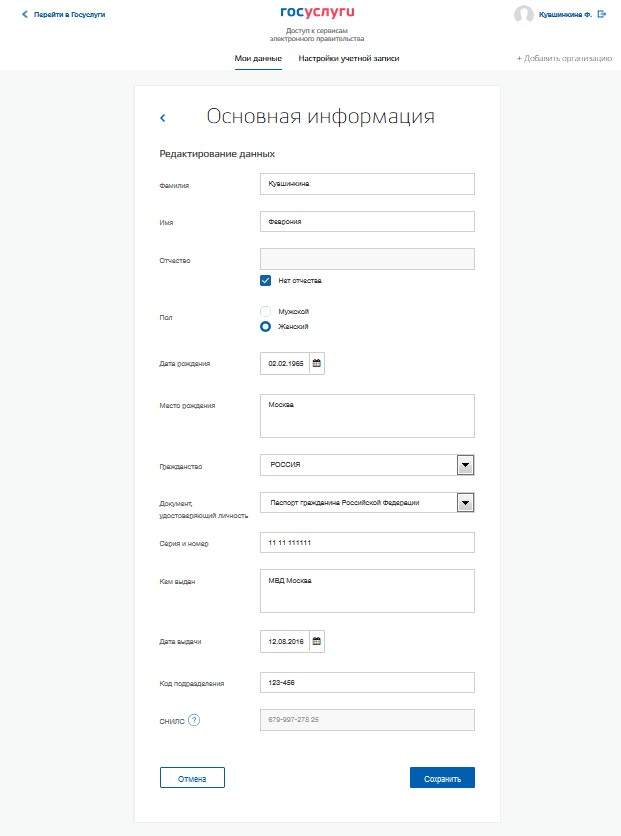 Перейти в Госуслуги
госуслуги
Кувшинкина Ф.
Доступ к сервисам
электронного правительства
Мои данные
Настройки учетной записи
+ Добавить организацию
Основная информация
Редактирование данных
Фамилия
Кувшинкина
Имя
Феврония
Отчество
Нет отчества
Пол
Мужской
Женский
Дата рождения
02.02.1965
Место рождения
Москва
Гражданство
РОССИЯ
Документ,
удостоверяющий личность
Паспорт гражданина Российской Федерации
Серия и номер
11 11 111111
Кем выдан
МВД Москва
Дата выдачи
12.08.2016
Код подразделения
123-456
СНИЛС ?
679-997-278 25
Отмена
Сохранить